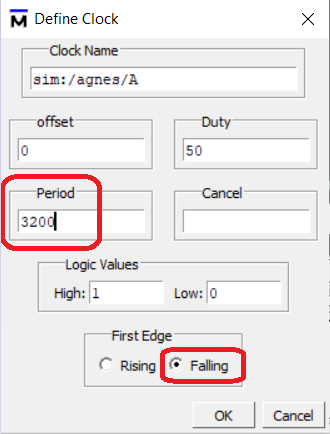 Define Clock
Clock Name
sim:/agnes/A
offset
Duty
0
50
Period
Cancel
3200
Logic Values
High: 1 Low: 0
First Edge
Rising Falling
OK Cancel